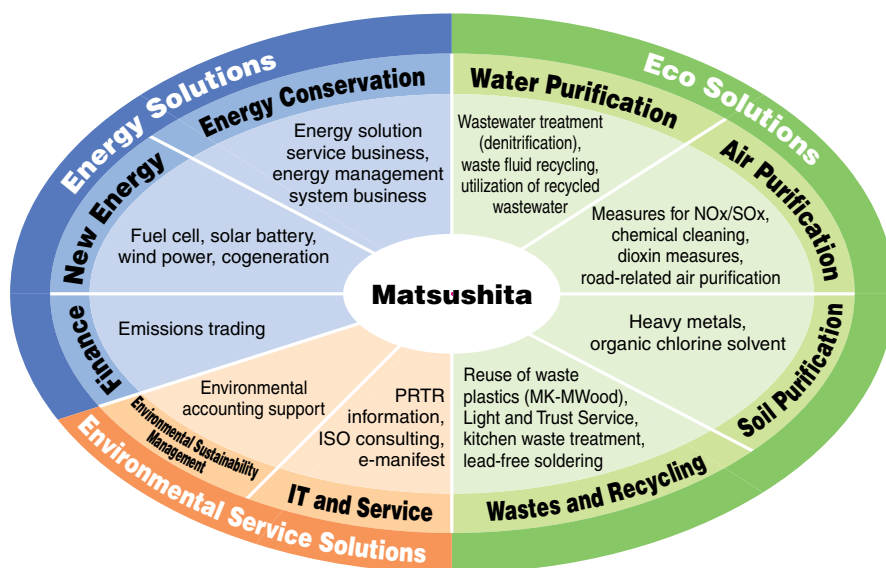 Energy Solutions
Energy Conservation
Energy solution
service business,
energy management
system business
New Energy
Fuel cell, solar battery,
wind power, cogeneration
Finance
Emissions trading
Eco Solutions
Water Purification
Wastewater treatment
(denitrification),
waste fluid recycling,
utilization of recycled
wastewater
Air Purification
Measures for NOx/SOx,
chemical cleaning,
dioxin measures,
road-related air purification
Soil Purification
Heavy metals,
organic chlorine solvent
Wastes and Recycling
Reuse of waste
plastics (MK-MWood),
Light and Trust Service,
kitchen waste treatment,
lead-free soldering
Matsushita
Environmental Service Solutions
Environmental Sustainability
Management
Environmental
accounting support
IT and Service
PRTR
information,
ISO consulting,
e-manifest